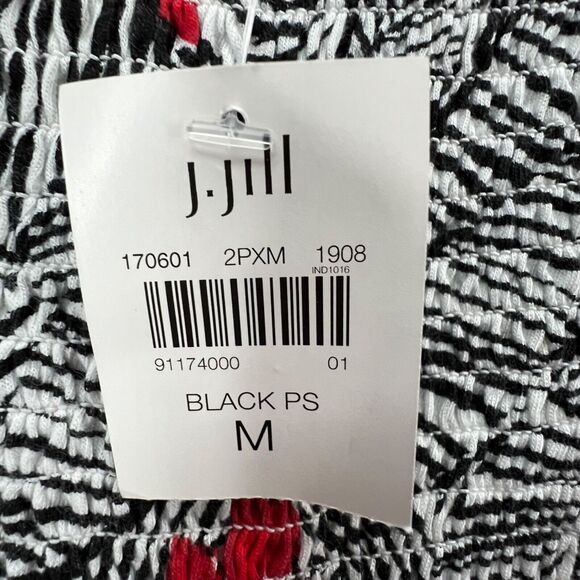 J.Jill
170601 2PXM 1908
IND1016
91174000 01
BLACK PS
M